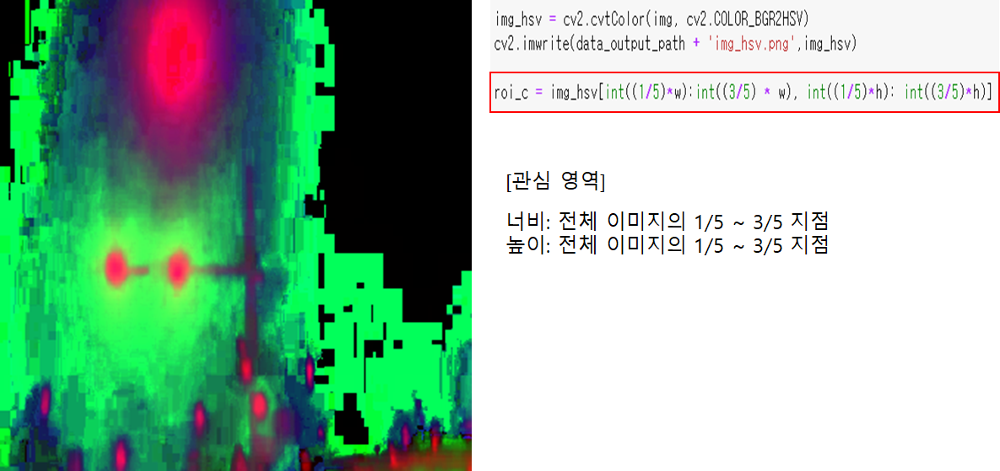 img_hsv = cv2.cvtColor(img, cv2.COLOR_BGR2HSV)
cv2.imwrite(data_output_path + 'img_hsv.png',img_hsv)
roi_c = img_hsv[int((1/5)*w):int((3/5) * w), int((1/5)*h): int((3/5)*h)]
[관심 영역]
너비: 전체 이미지의 1/5 ~ 3/5 지점
높이: 전체 이미지의 1/5 ~ 3/5 지점